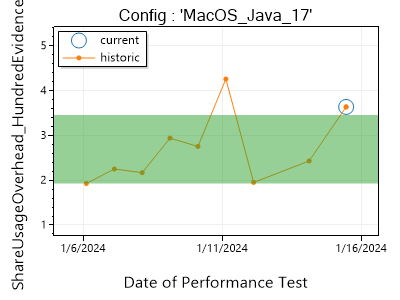 Config : 'MacOS_Java_17'
current
historic
ShareUsageOverhead_HundredEvidence
5
4
3
2
1
1/6/2024
1/11/2024
1/16/2024
Date of Performance Test